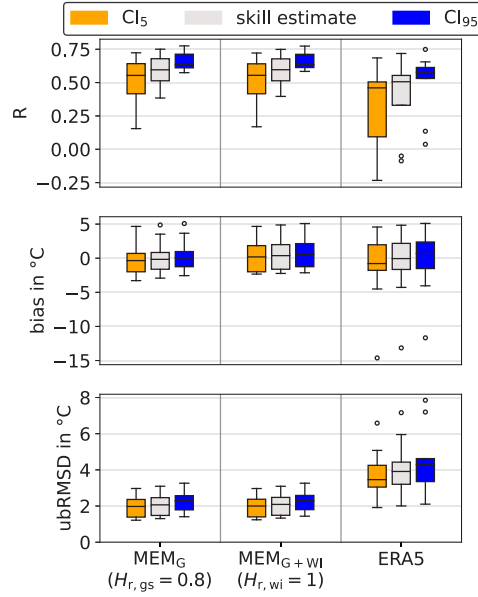 CI5 skill estimate CI95
0.75
0.50
0.25
0.00
−0.25
R
5
0
−5
−10
−15
bias in °C
8
6
4
2
ubRMSD in °C
MEMG MEMG+WI ERA5
(Hr,gs = 0.8) (Hr,wi = 1)